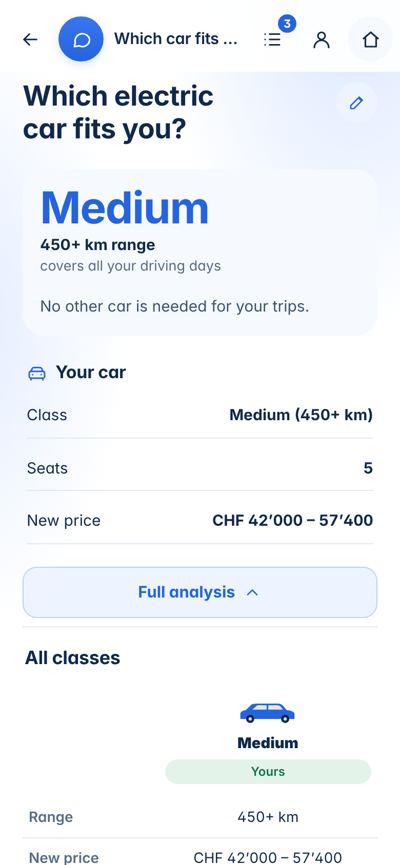 Which car fits ...
3
Which electric
car fits you?
Medium
450+ km range
covers all your driving days
No other car is needed for your trips.
Your car
Class Medium (450+ km)
Seats 5
New price CHF 42’000 – 57’400
Full analysis
All classes
Medium
Yours
Range 450+ km
New price CHF 42’000 – 57’400